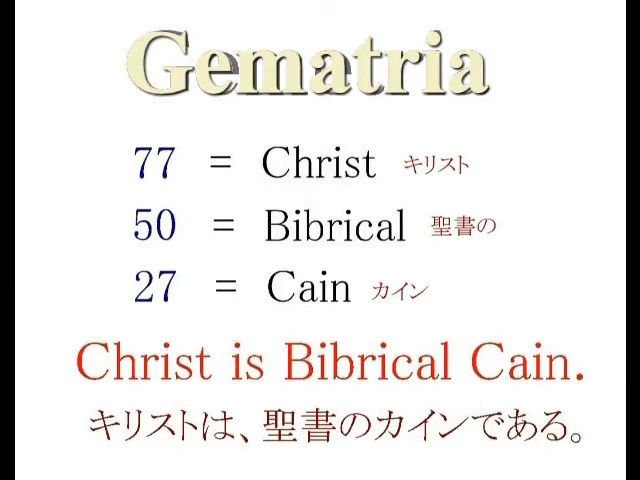 Gematria
77 = Christ キリスト
50 = Bibrical 聖書の
27 = Cain カイン
Christ is Bibrical Cain.
キリストは、聖書のカインである。